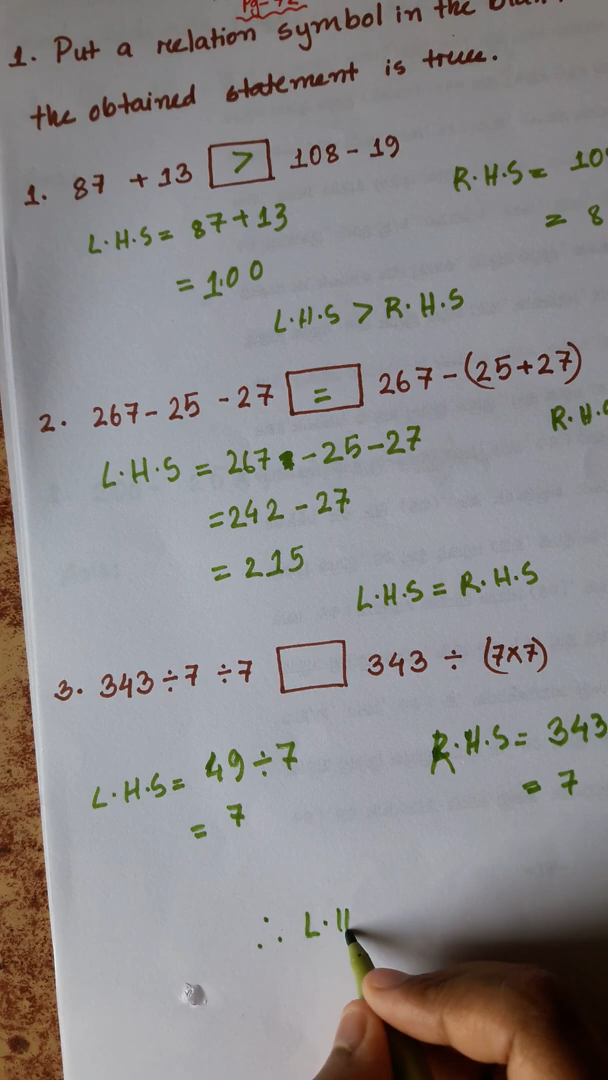 Pg-
1. Put a relation symbol in the
the obtained statement is true.
1. 87 + 13 > 108 - 19
L.H.S = 87+13
= 100
R.H.S = 10
= 8
L.H.S > R.H.S
2. 267 - 25 - 27 = 267 - (25+27)
L.H.S = 267 - 25 - 27
R.H.S
= 242 - 27
= 215
L.H.S = R.H.S
3. 343 ÷ 7 ÷ 7 343 ÷ (7×7)
L.H.S = 49 ÷ 7
= 7
R.H.S = 343
= 7
∴ L.